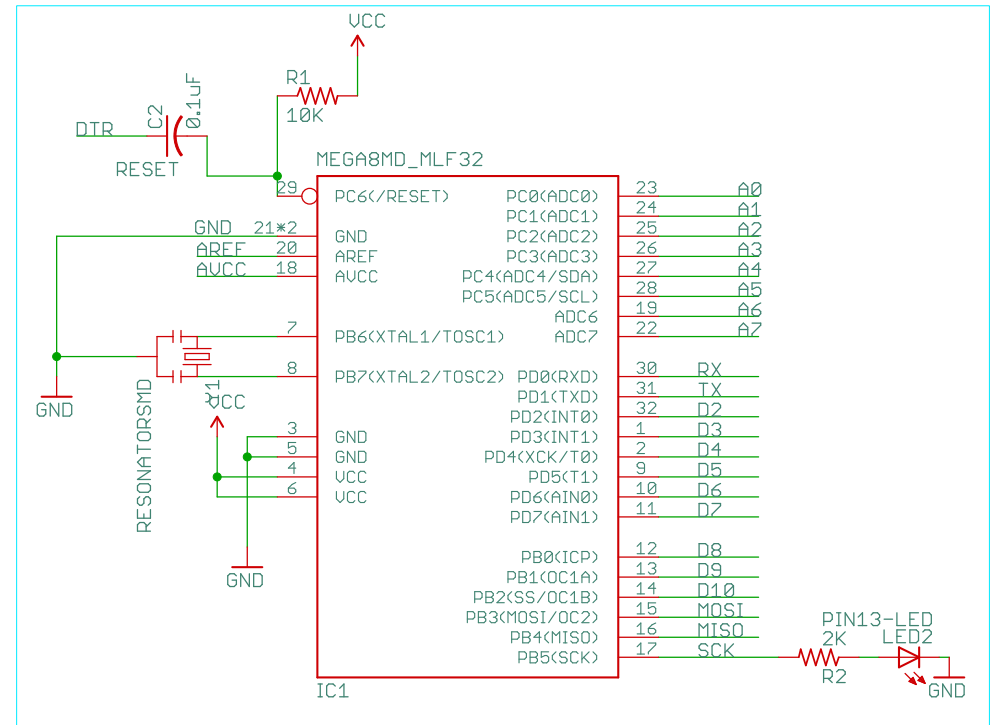 VCC
R1
10K
C2
0.1uF
DTR
RESET
MEGA8MD_MLF32
29 PC6(/RESET) PC0(ADC0) 23 A0
PC1(ADC1) 24 A1
GND 21*2 GND PC2(ADC2) 25 A2
AREF 20 AREF PC3(ADC3) 26 A3
AVCC 18 AVCC PC4(ADC4/SDA) 27 A4
PC5(ADC5/SCL) 28 A5
ADC6 19 A6
7 PB6(XTAL1/TOSC1) ADC7 22 A7
8 PB7(XTAL2/TOSC2) PD0(RXD) 30 RX
PD1(TXD) 31 TX
GND
RESONATORSMD
Y1
VCC
PD2(INT0) 32 D2
3 GND PD3(INT1) 1 D3
5 GND PD4(XCK/T0) 2 D4
4 VCC PD5(T1) 9 D5
6 VCC PD6(AIN0) 10 D6
PD7(AIN1) 11 D7
GND
PB0(ICP) 12 D8
PB1(OC1A) 13 D9
PB2(SS/OC1B) 14 D10
PB3(MOSI/OC2) 15 MOSI
PB4(MISO) 16 MISO
PB5(SCK) 17 SCK
PIN13-LED
2K LED2
R2
GND
IC1